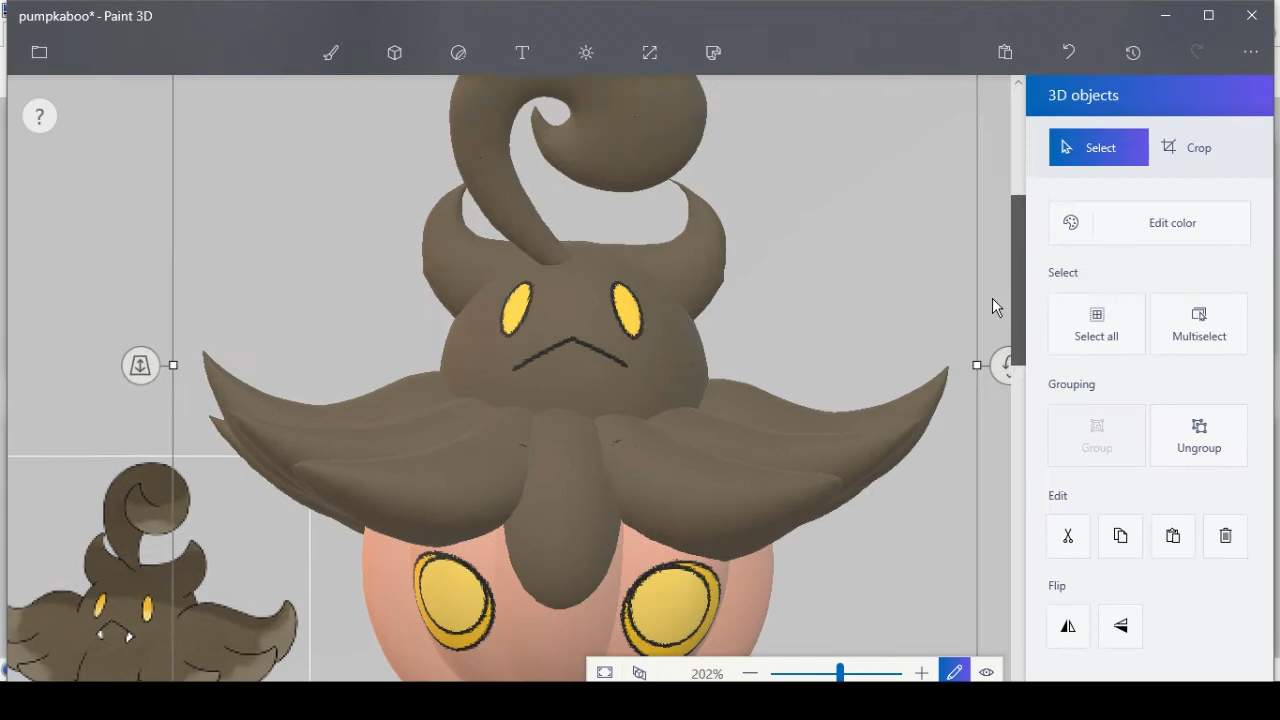 pumpkaboo* - Paint 3D
?
3D objects
Select
Crop
Edit color
Select
Select all
Multiselect
Grouping
Group
Ungroup
Edit
Flip
202%